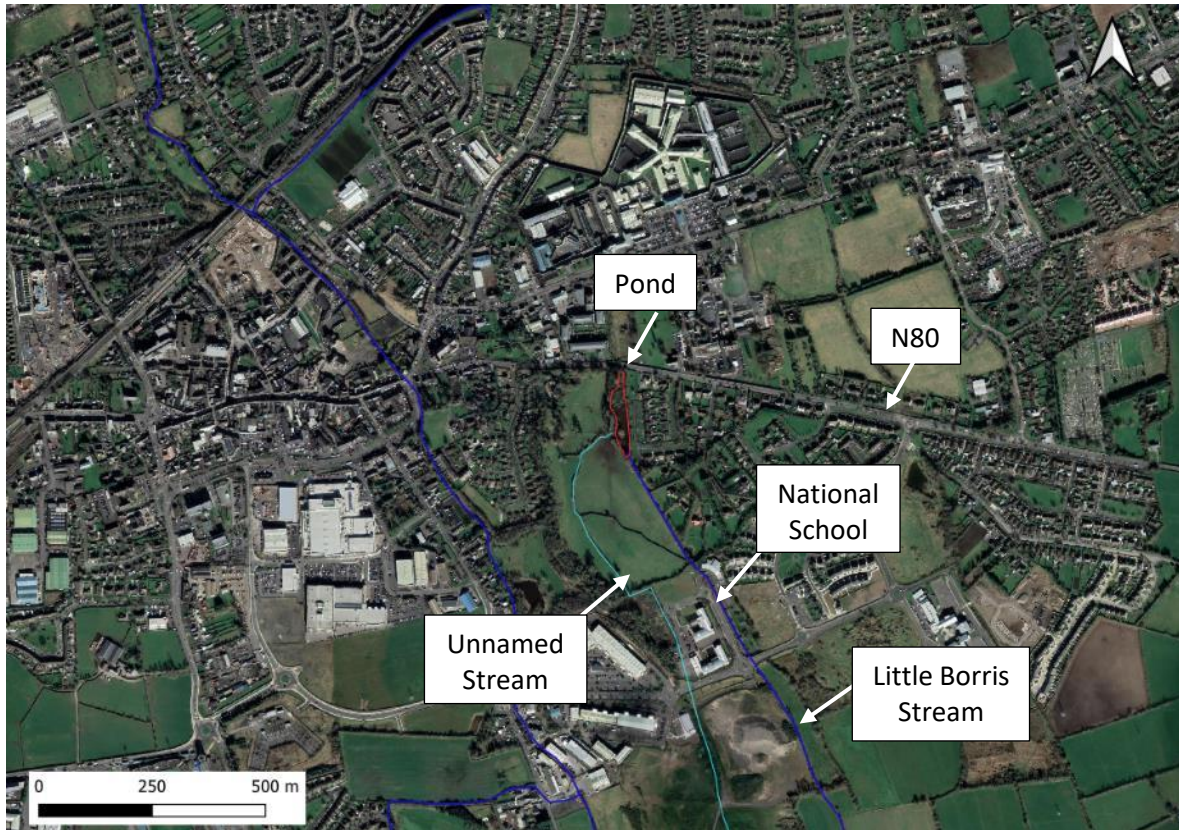 Pond
N80
National
School
Unnamed
Stream
Little Borris
Stream
0 250 500 m